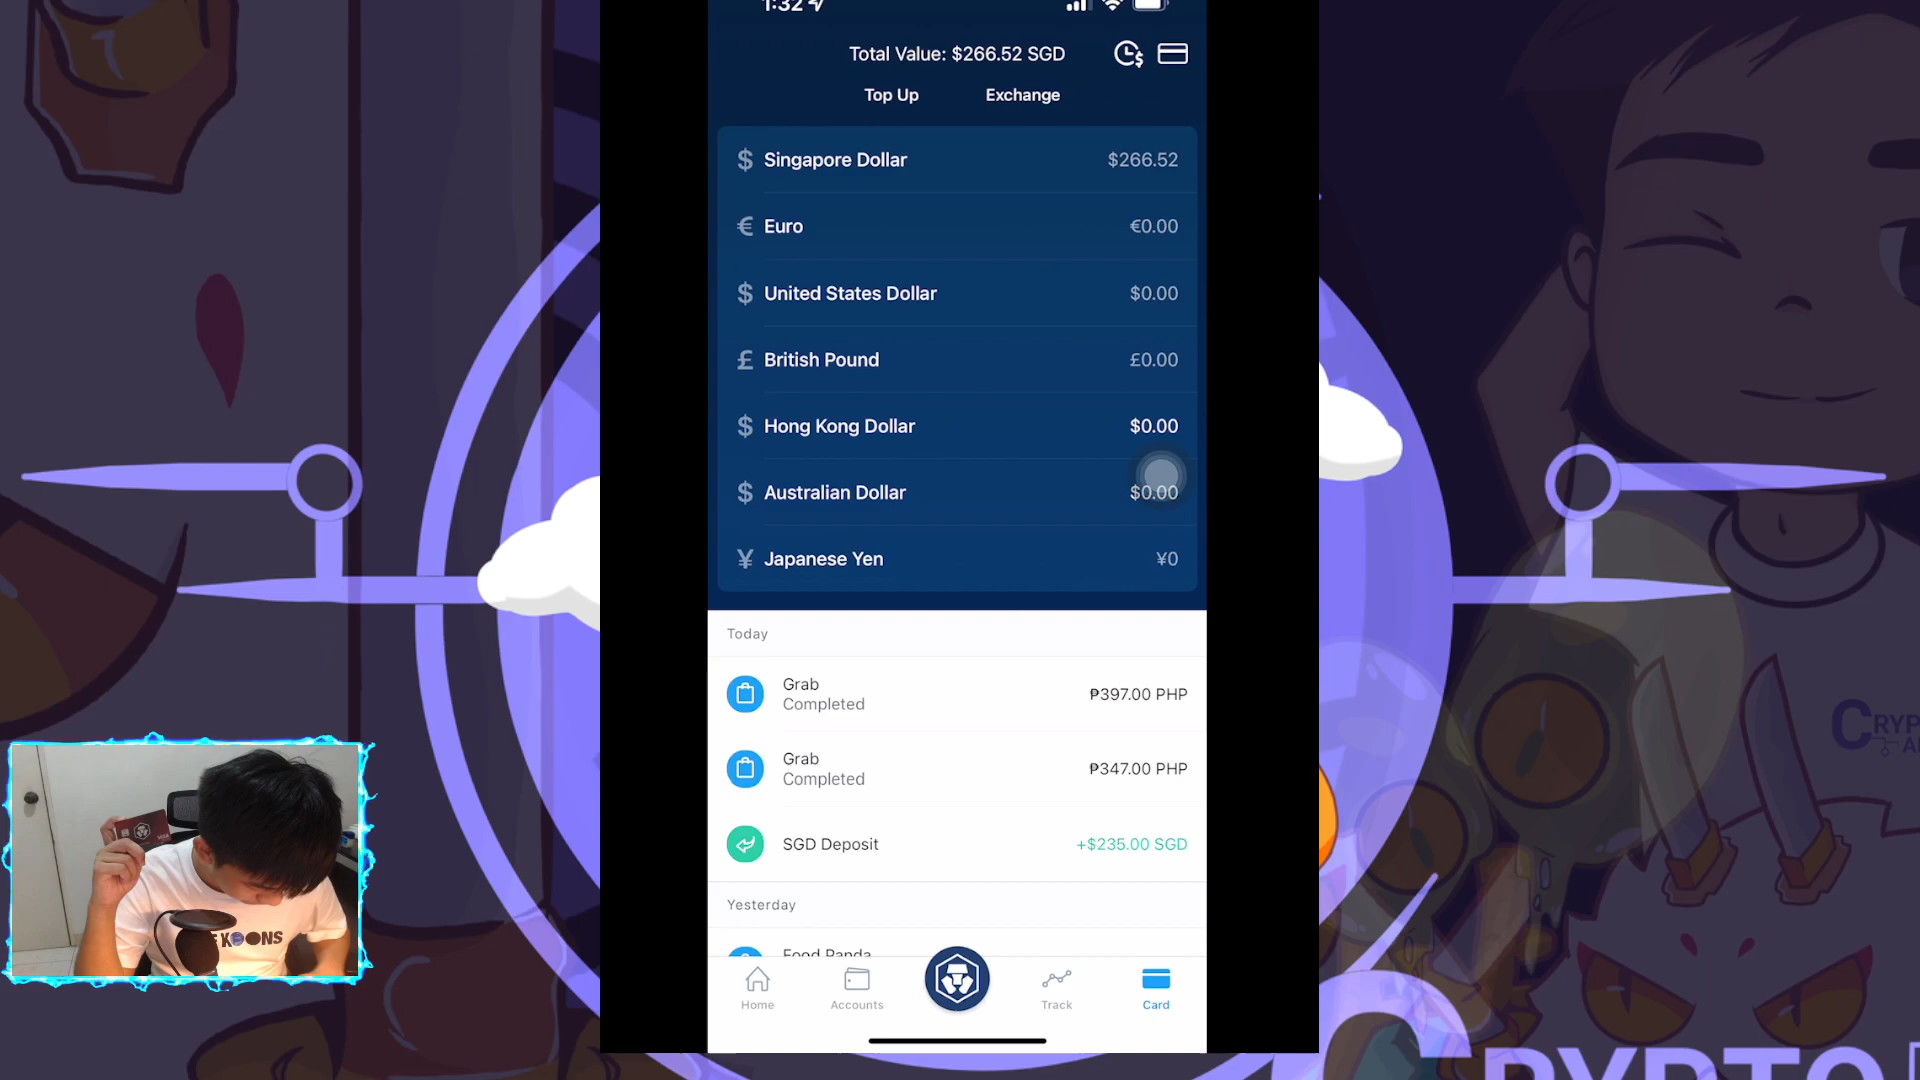 1:32
Total Value: $266.52 SGD
Top Up Exchange
$ Singapore Dollar $266.52
€ Euro €0.00
$ United States Dollar $0.00
£ British Pound £0.00
$ Hong Kong Dollar $0.00
$ Australian Dollar $0.00
¥ Japanese Yen ¥0
Today
Grab
Completed
₱397.00 PHP
Grab
Completed
₱347.00 PHP
SGD Deposit +$235.00 SGD
Yesterday
Food Panda
Home Accounts Track Card
KOONS
VISA